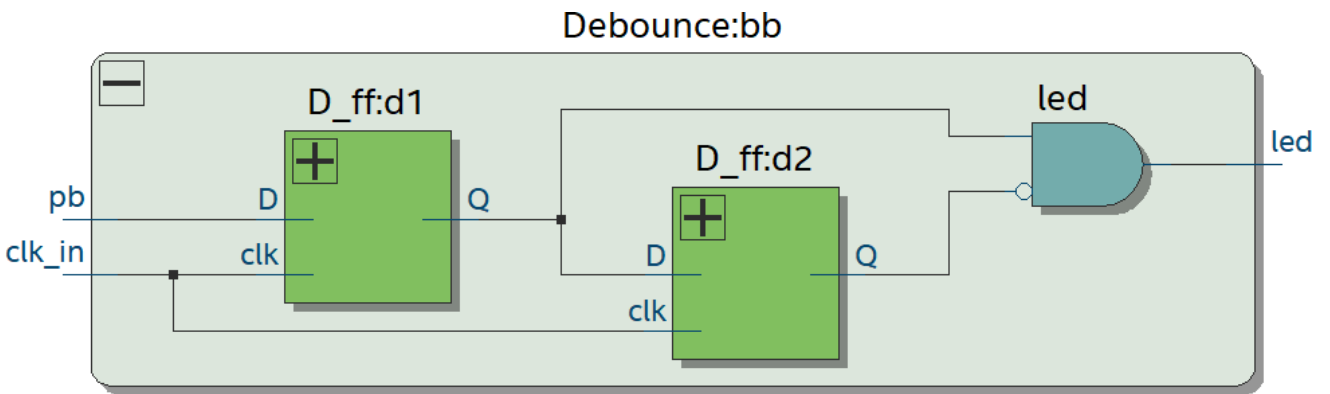 Debounce:bb
D_ff:d1
led
led
D_ff:d2
pb
D
Q
clk_in
clk
D
Q
clk